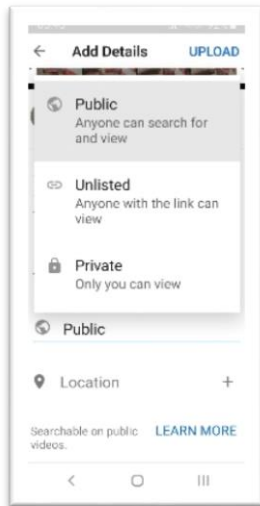 Add Details UPLOAD
Public
Anyone can search for
and view
Unlisted
Anyone with the link can
view
Private
Only you can view
Public
Location +
Searchable on public LEARN MORE
videos.